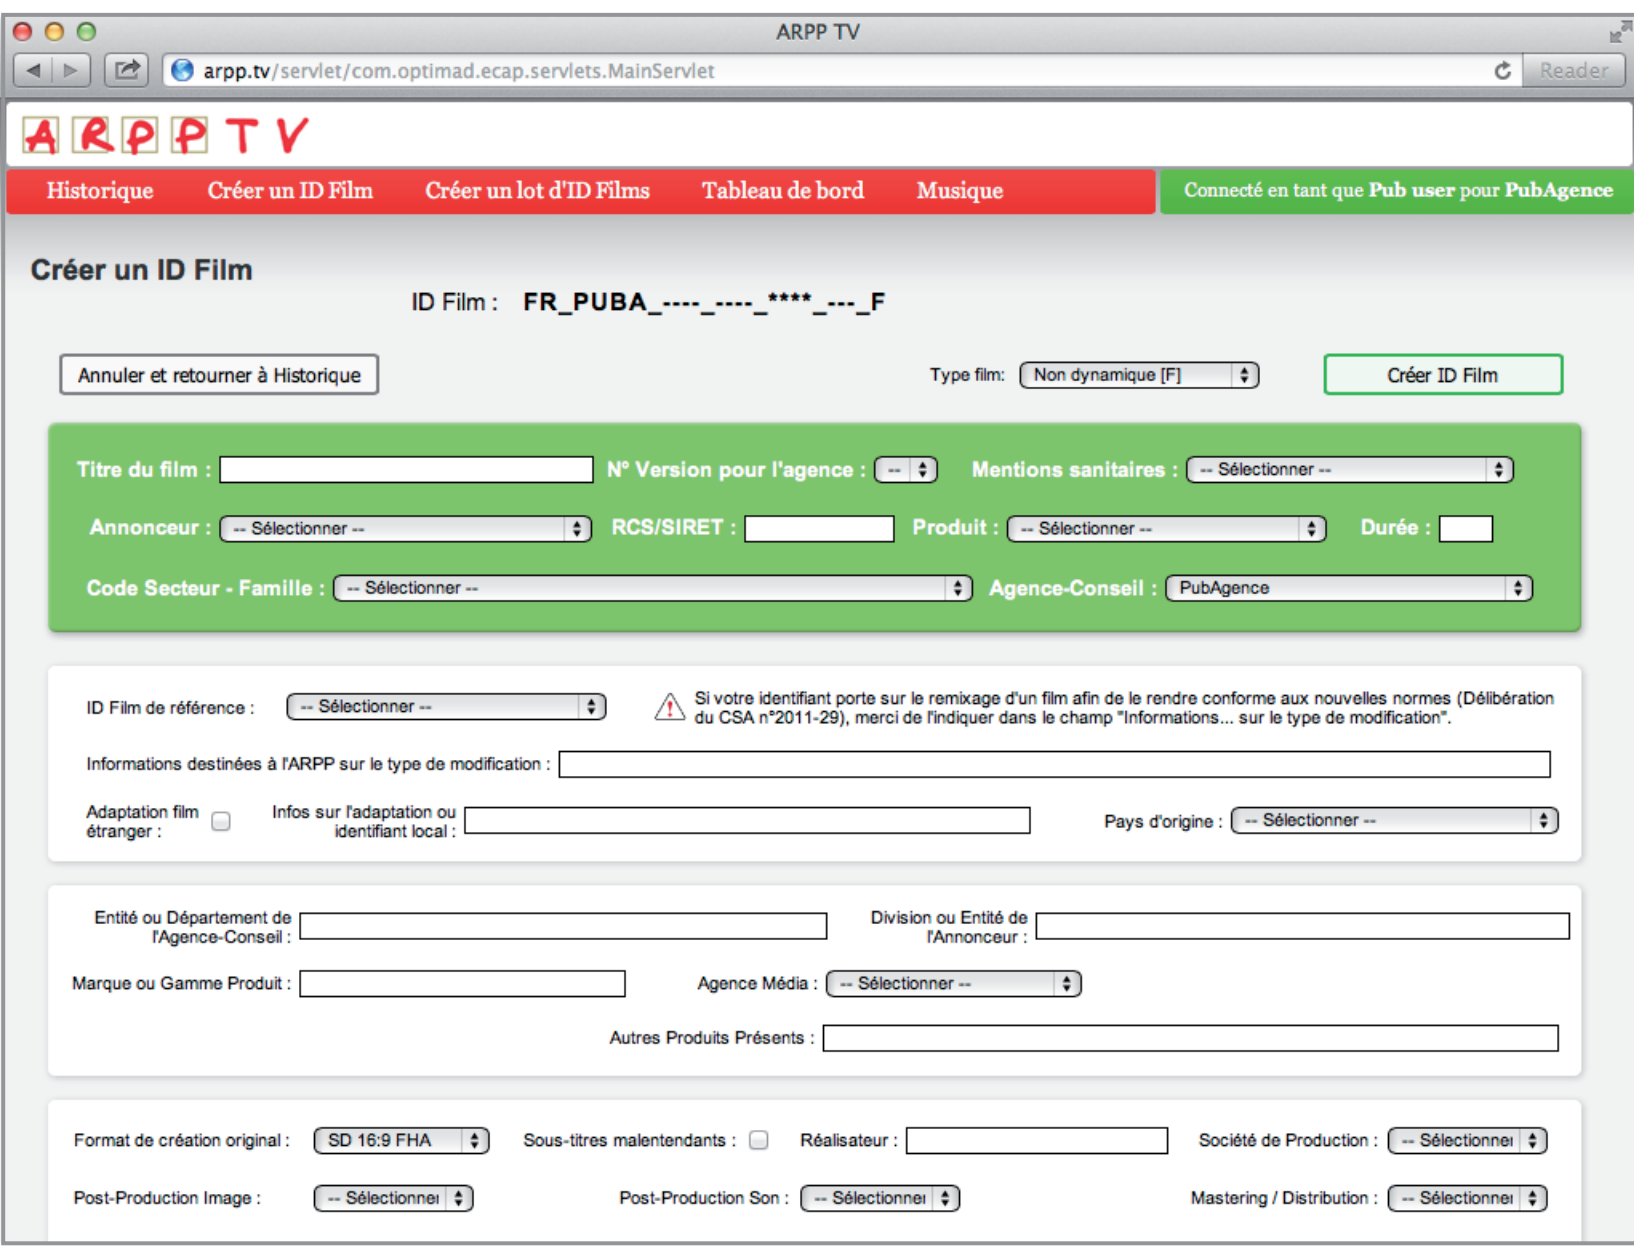 ARPP TV
arpp.tv/servlet/com.optimad.ecap.servlets.MainServlet
Reader
ARPP TV
Historique Créer un ID Film Créer un lot d'ID Films Tableau de bord Musique Connecté en tant que Pub user pour PubAgence
Créer un ID Film
ID Film : FR_PUBA_----_----_****_---_F
Annuler et retourner à Historique Type film: Non dynamique [F] Créer ID Film
Titre du film : N° Version pour l'agence : -- Mentions sanitaires : -- Sélectionner --
Annonceur : -- Sélectionner -- RCS/SIRET : Produit : -- Sélectionner -- Durée :
Code Secteur - Famille : -- Sélectionner -- Agence-Conseil : PubAgence
ID Film de référence : -- Sélectionner --
Si votre identifiant porte sur le remixage d'un film afin de le rendre conforme aux nouvelles normes (Délibération
du CSA n°2011-29), merci de l'indiquer dans le champ "Informations... sur le type de modification".
Informations destinées à l'ARPP sur le type de modification :
Adaptation film
étranger :
Infos sur l'adaptation ou
identifiant local :
Pays d'origine : -- Sélectionner --
Entité ou Département de
l'Agence-Conseil :
Division ou Entité de
l'Annonceur :
Marque ou Gamme Produit : Agence Média : -- Sélectionner --
Autres Produits Présents :
Format de création original : SD 16:9 FHA Sous-titres malentendants : Réalisateur : Société de Production : -- Sélectionner
Post-Production Image : -- Sélectionner Post-Production Son : -- Sélectionner Mastering / Distribution : -- Sélectionner